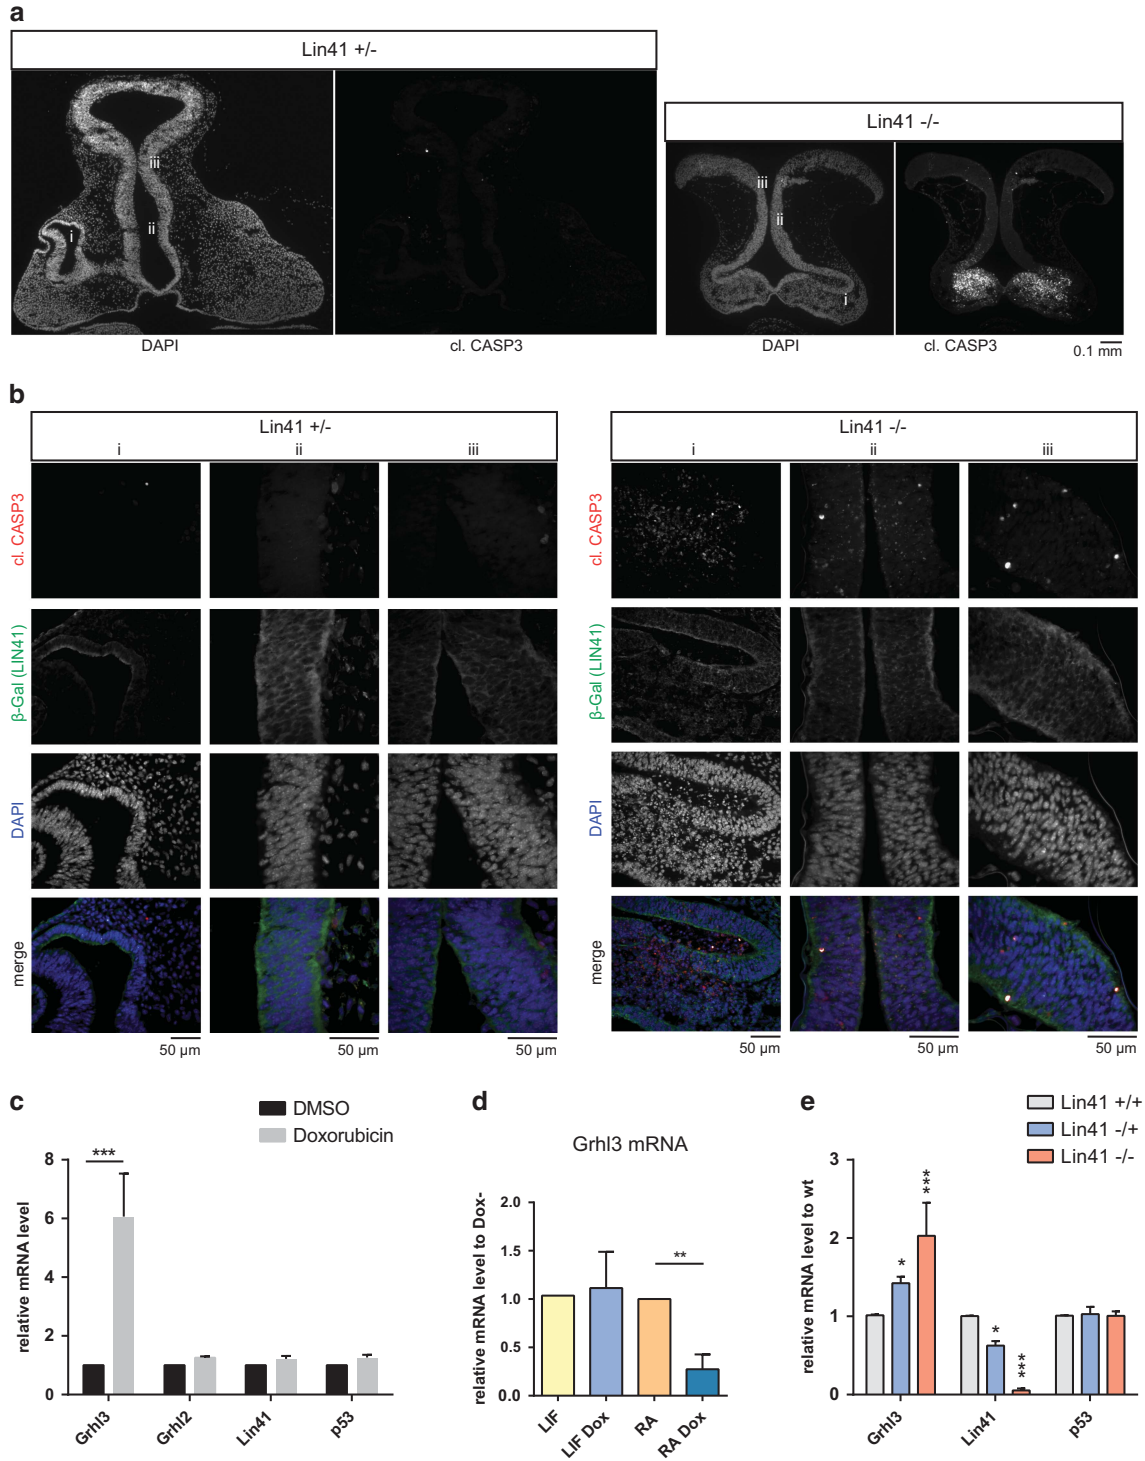 a
Lin41 +/-
iii
ii
i
DAPI
cl. CASP3
Lin41 -/-
iii
ii
i
DAPI
cl. CASP3
0.1 mm
b
Lin41 +/-
i
ii
iii
cl. CASP3
β-Gal (LIN41)
DAPI
merge
50 µm
50 µm
50 µm
Lin41 -/-
i
ii
iii
cl. CASP3
β-Gal (LIN41)
DAPI
merge
50 µm
50 µm
50 µm
c
DMSO
Doxorubicin
relative mRNA level
8
6
4
2
0
***
Grhl3
Grhl2
Lin41
p53
d
Grhl3 mRNA
relative mRNA level to Dox-
2.0
1.5
1.0
0.5
0.0
**
LIF
LIF Dox
RA
RA Dox
e
Lin41 +/+
Lin41 -/+
Lin41 -/-
relative mRNA level to wt
3
2
1
0
*
***
*
***
Grhl3
Lin41
p53